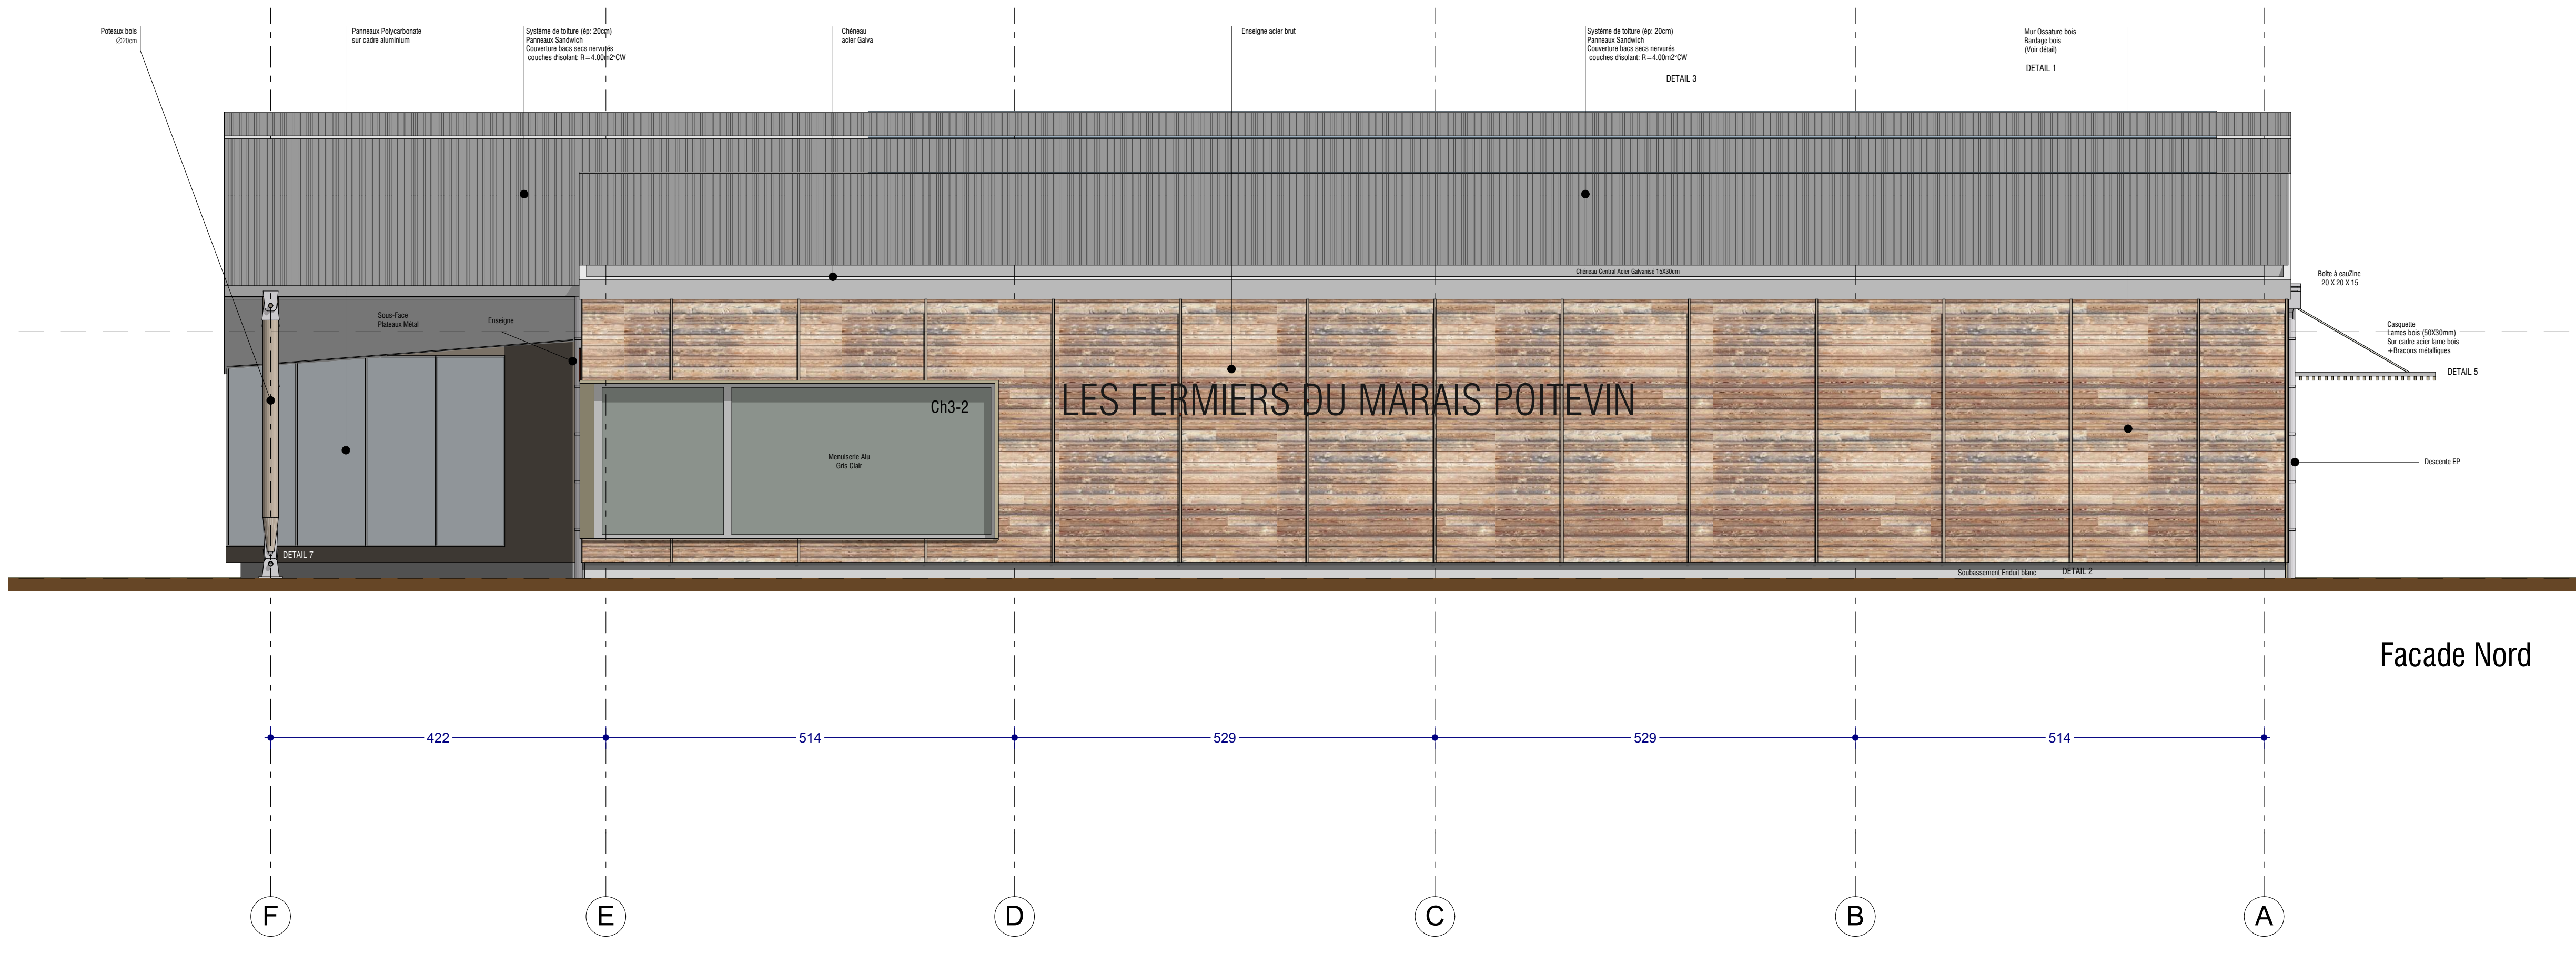 Poteaux bois
∅20cm
Panneaux Polycarbonate
sur cadre aluminium
Système de toiture (ép: 20cm)
Panneaux Sandwich
Couverture bacs secs nervurés
couches d'isolant: R=4.00m2°CW
Chéneau
acier Galva
Enseigne acier brut
Système de toiture (ép: 20cm)
Panneaux Sandwich
Couverture bacs secs nervurés
couches d'isolant: R=4.00m2°CW
DETAIL 3
Mur Ossature bois
Bardage bois
(Voir détail)
DETAIL 1
Chéneau Central Acier Galvanisé 15X30cm
Boîte à eauZinc
20 X 20 X 15
Sous-Face
Plateaux Métal
Enseigne
Casquette
Lames bois (50X30mm)
Sur cadre acier lame bois
+Bracons métalliques
DETAIL 5
Ch3-2
LES FERMIERS DU MARAIS POITEVIN
Menuiserie Alu
Gris Clair
Descente EP
DETAIL 7
Soubassement Enduit blanc
DETAIL 2
Facade Nord
422
514
529
529
514
F
E
D
C
B
A